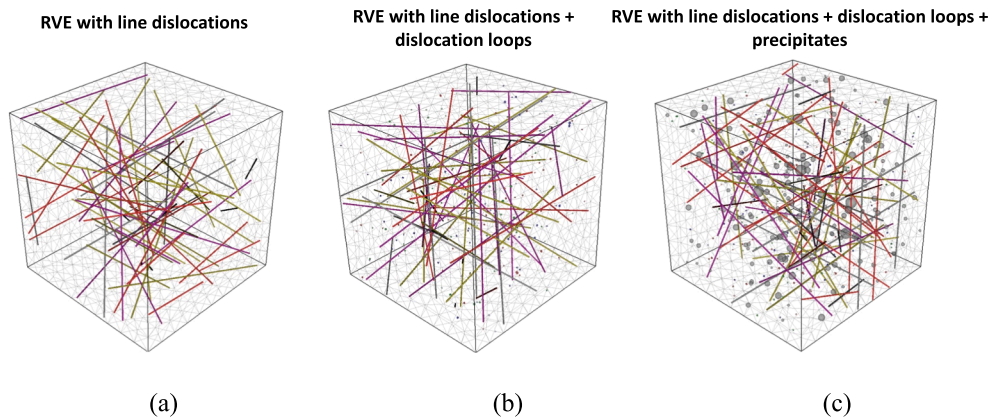 RVE with line dislocations
RVE with line dislocations +
dislocation loops
RVE with line dislocations + dislocation loops +
precipitates
(a)
(b)
(c)